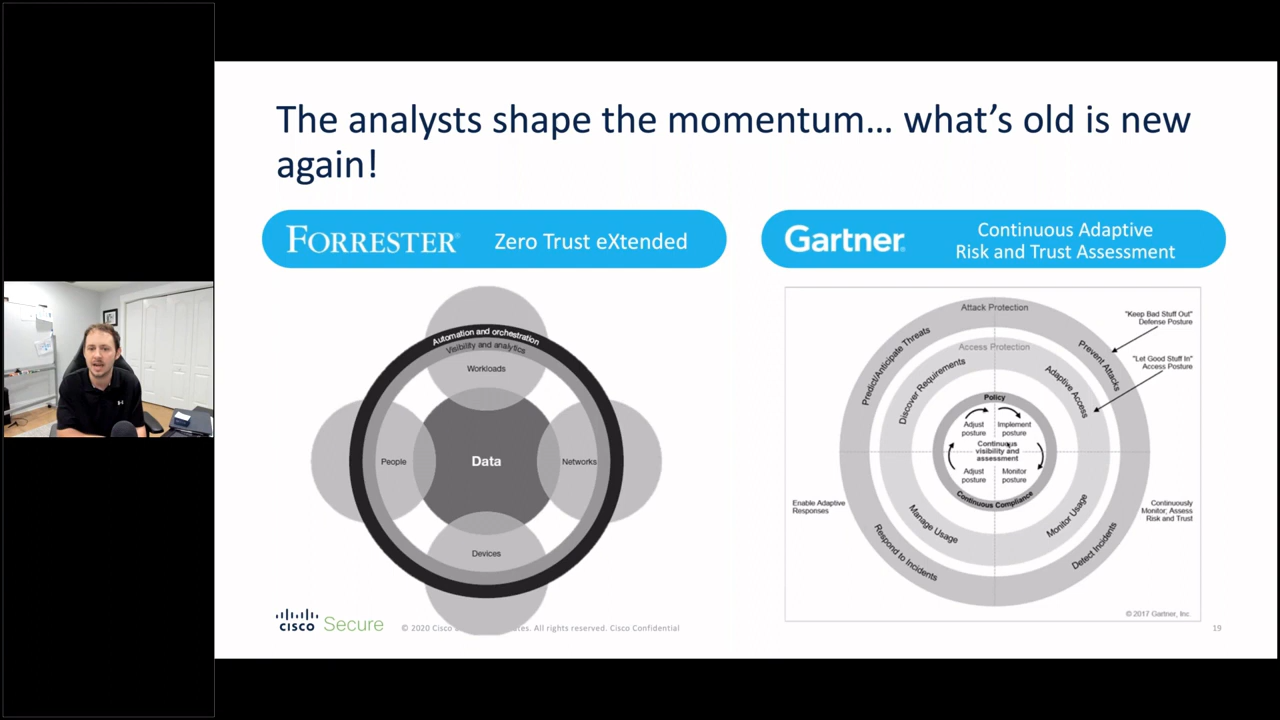 The analysts shape the momentum... what's old is new
again!
FORRESTER
Zero Trust eXtended
Gartner
Continuous Adaptive
Risk and Trust Assessment
Automation and orchestration
Visibility and analytics
Workloads
People
Data
Networks
Devices
Attack Protection
"Keep Bad Stuff Out"
Defense Posture
Predict/Anticipate Threats
Prevent Attacks
Access Protection
"Let Good Stuff In"
Access Posture
Discover Requirements
Adaptive Access
Policy
Adjust
posture
Implement
posture
Continuous
visibility and
assessment
Adjust
posture
Monitor
posture
Continuous Compliance
Enable Adaptive
Responses
Continuously
Monitor; Assess
Risk and Trust
Manage Usage
Monitor Usage
Respond to Incidents
Detect Incidents
© 2017 Gartner, Inc.
CISCO Secure
© 2020 Cisco All rights reserved. Cisco Confidential
19